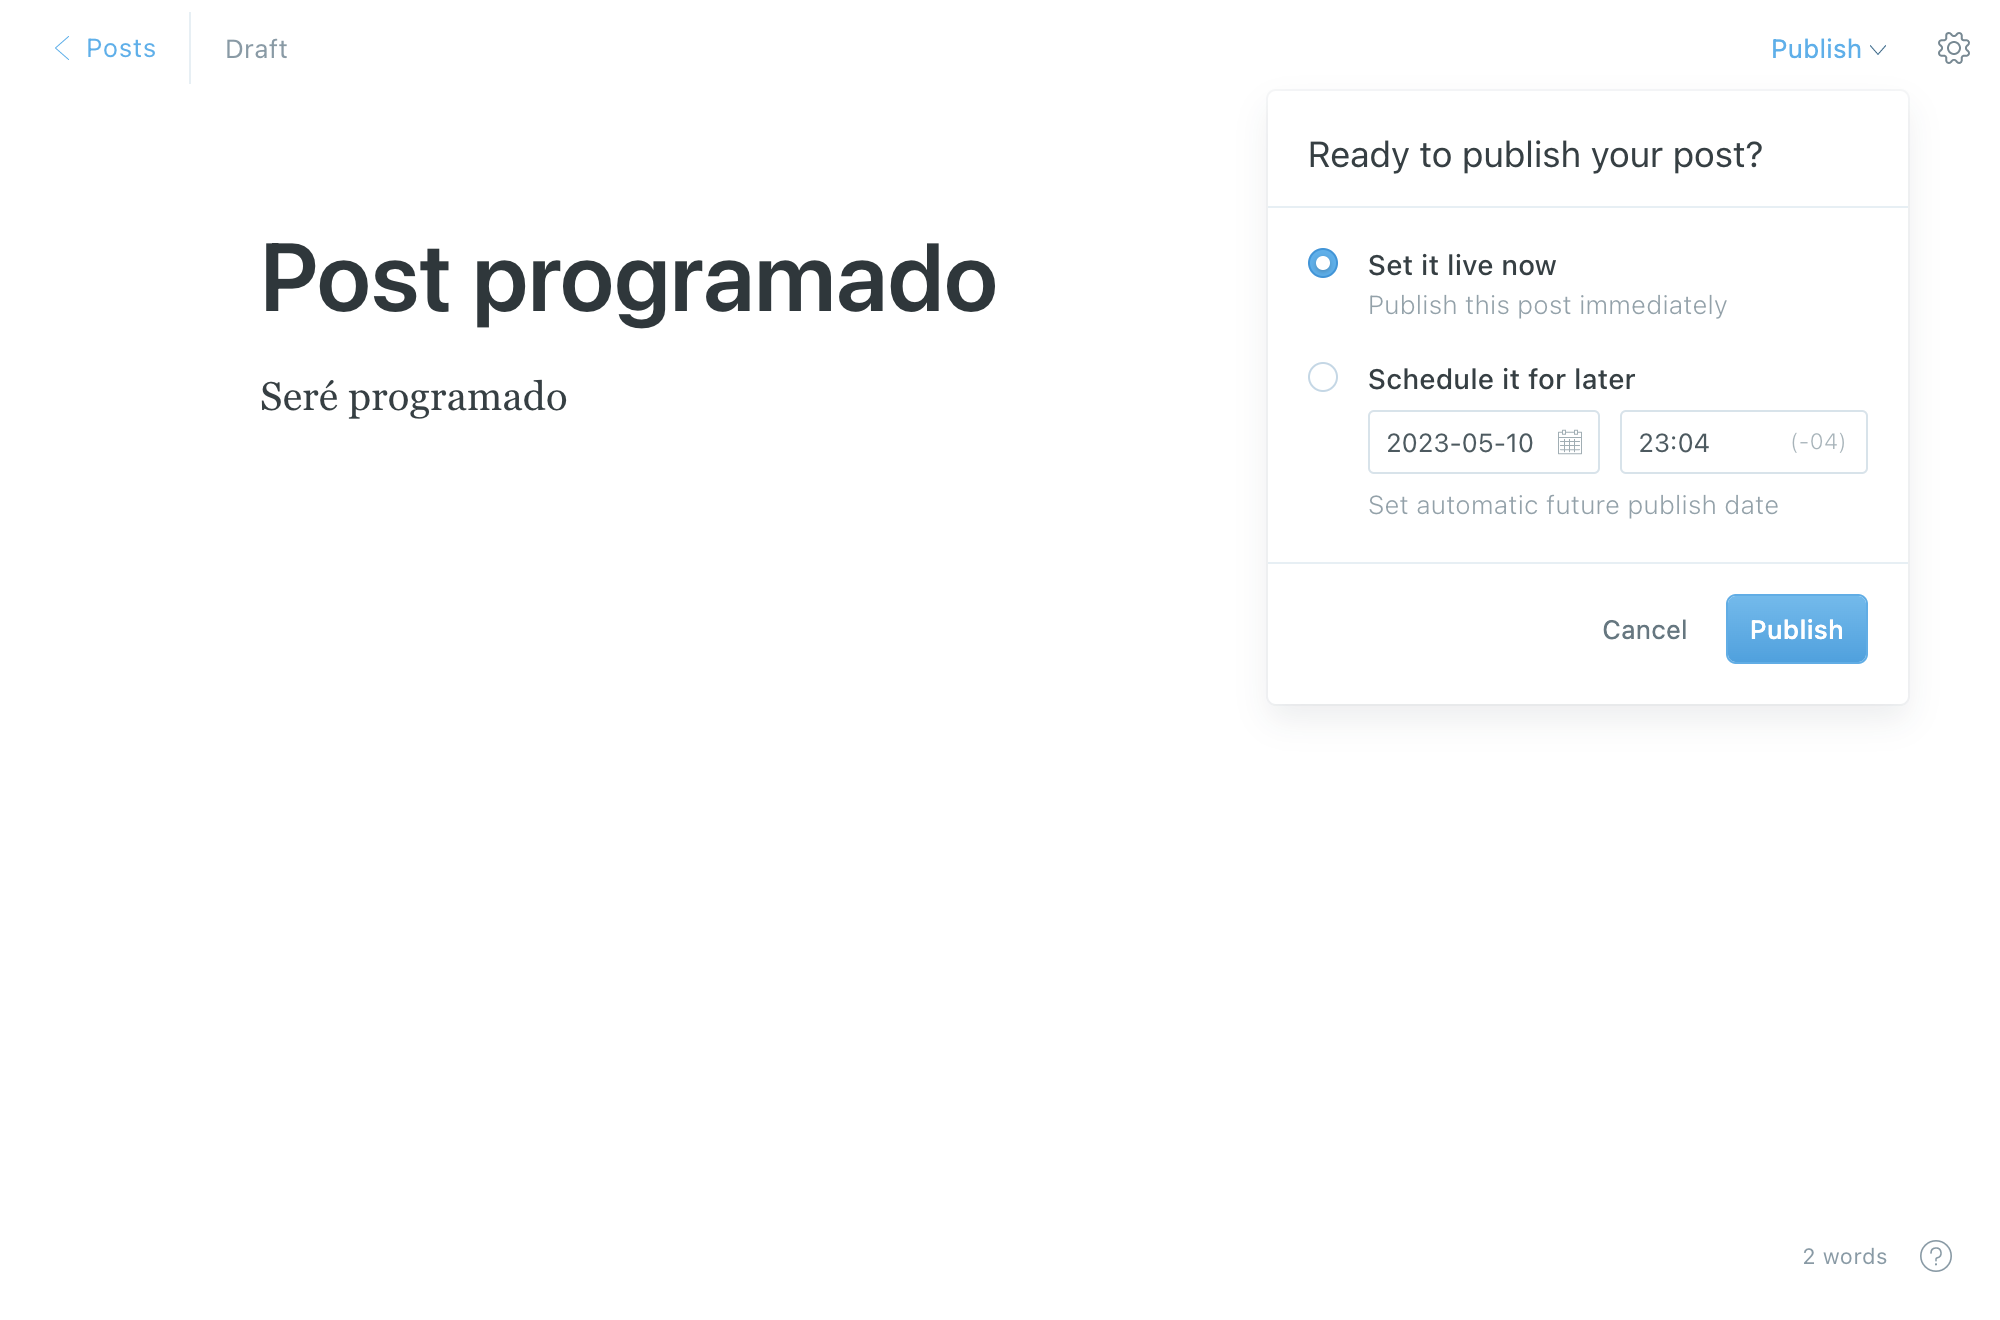 Posts
Draft
Publish
Ready to publish your post?
Post programado
Set it live now
Publish this post immediately
Seré programado
Schedule it for later
2023-05-10
23:04 (-04)
Set automatic future publish date
Cancel
Publish
2 words
?